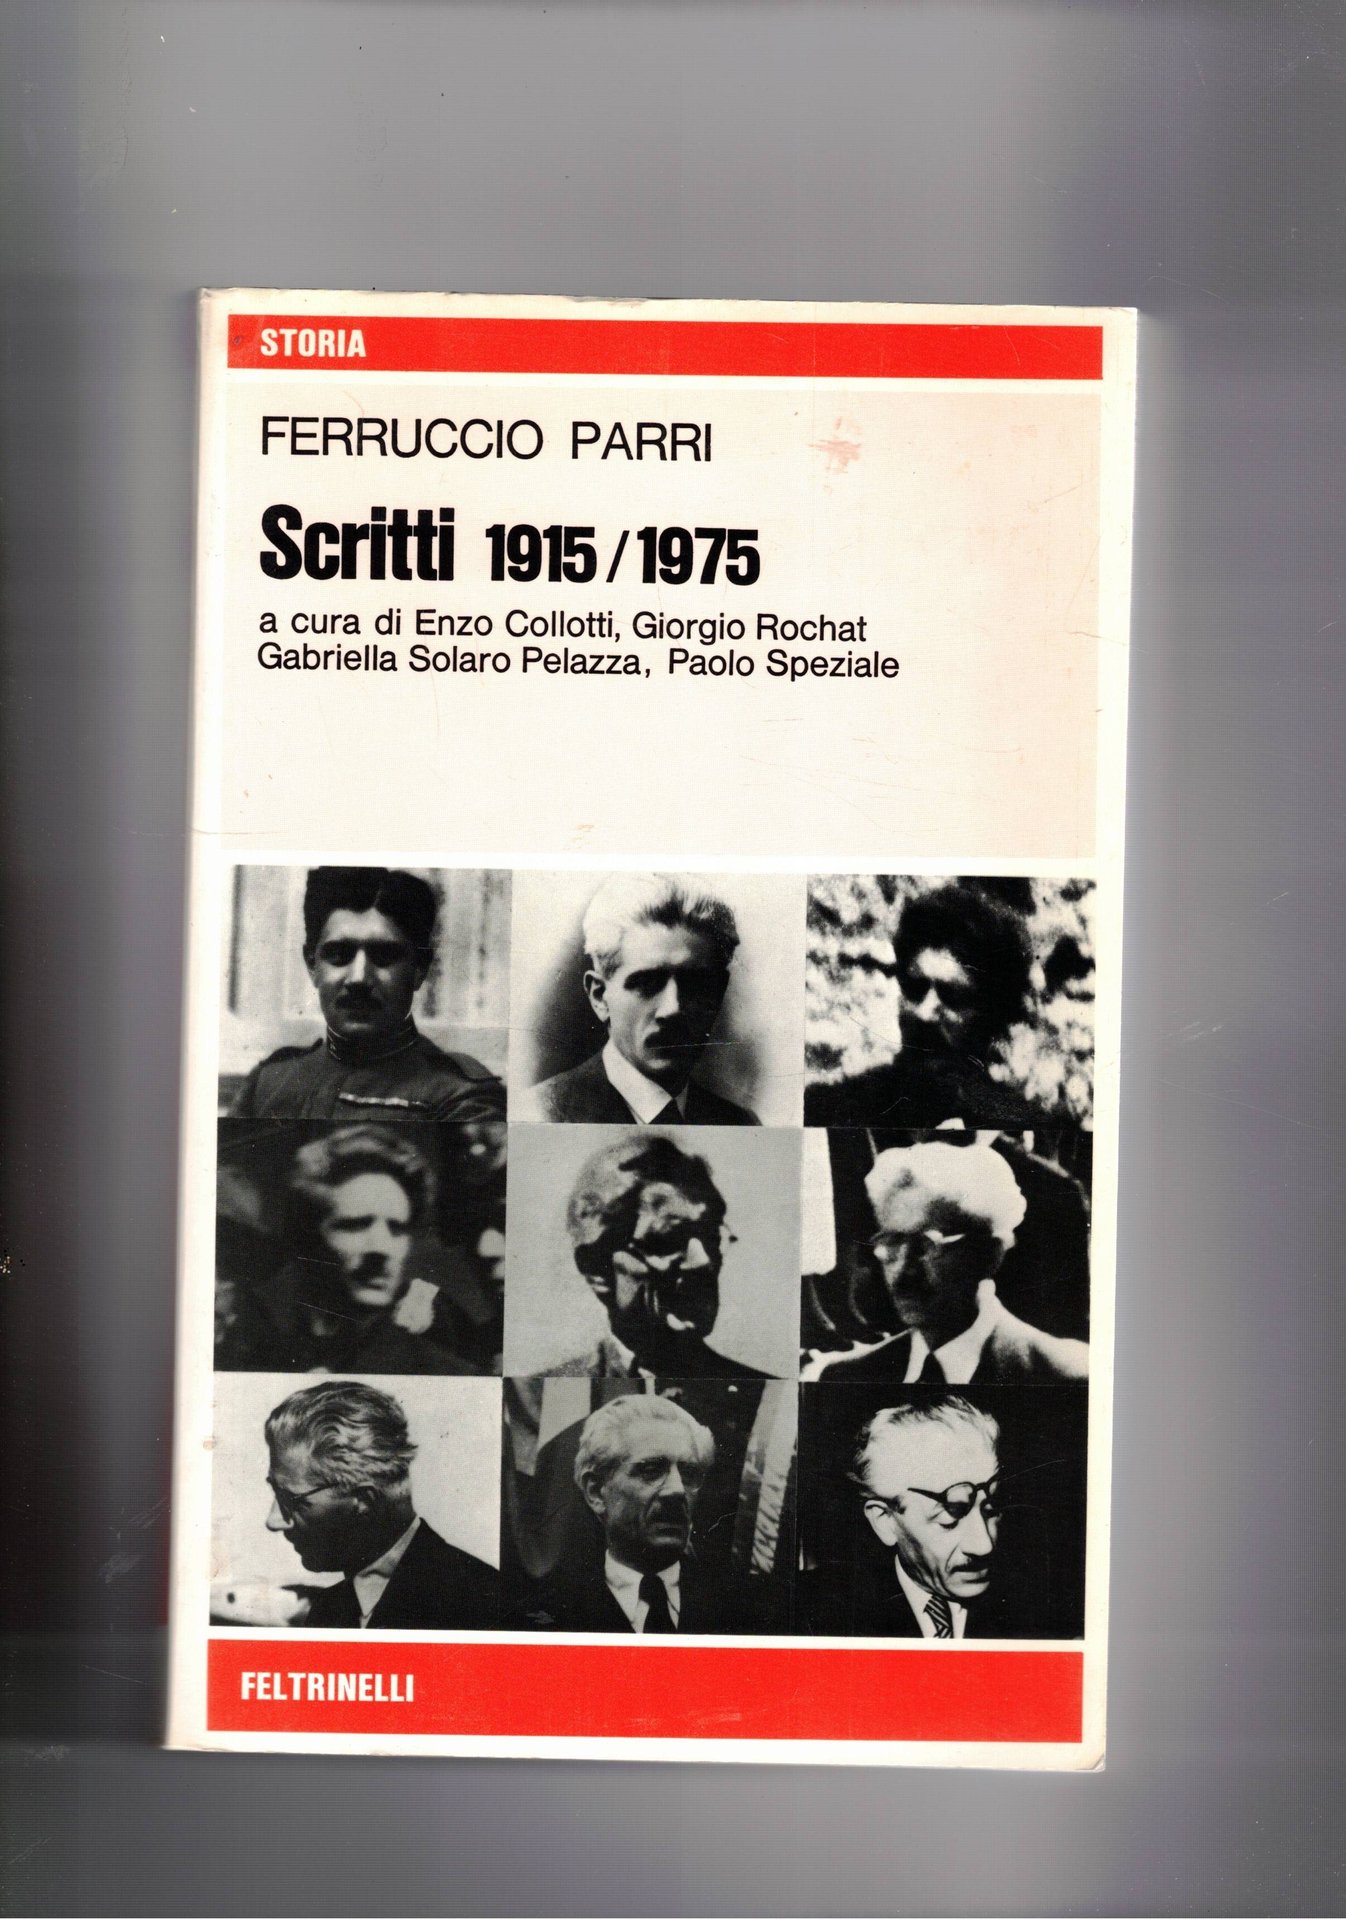 STORIA
FERRUCCIO PARRI
Scritti 1915/1975
a cura di Enzo Collotti, Giorgio Rochat
Gabriella Solaro Pelazza, Paolo Speziale
FELTRINELLI